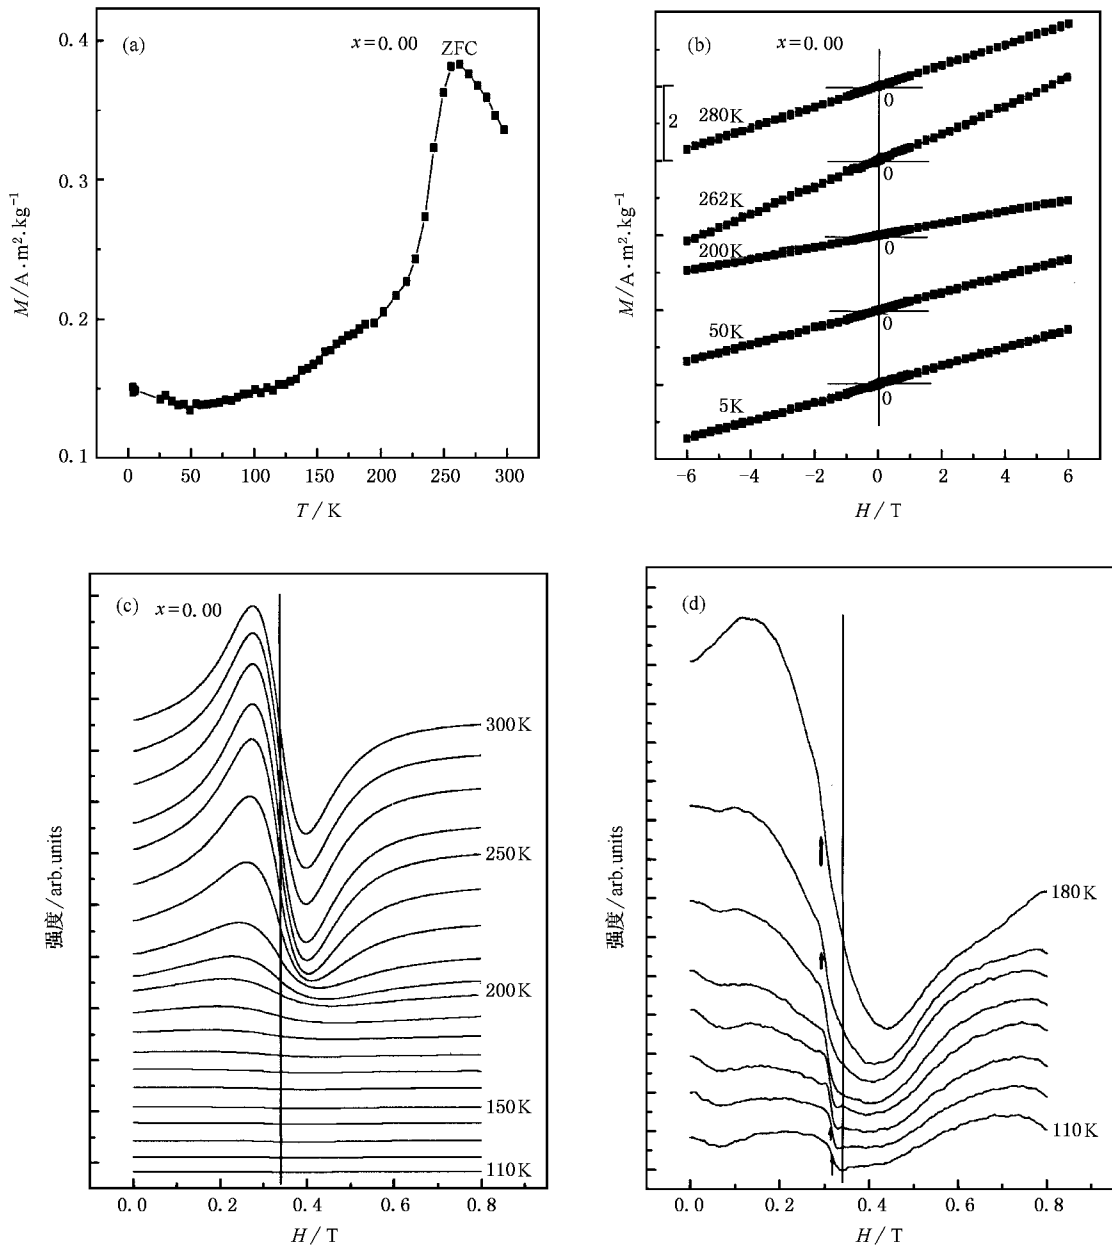 (a)
x=0.00
ZFC
0.4
0.3
0.2
0.1
M/A·m²·kg⁻¹
0 50 100 150 200 250 300
T/K
(b)
x=0.00
2
280K
0
262K
0
200K
0
50K
0
5K
0
M/A·m²·kg⁻¹
−6 −4 −2 0 2 4 6
H/T
(c) x=0.00
300K
250K
200K
150K
110K
强度/arb.units
0.0 0.2 0.4 0.6 0.8
H/T
(d)
180K
110K
强度/arb.units
0.0 0.2 0.4 0.6 0.8
H/T